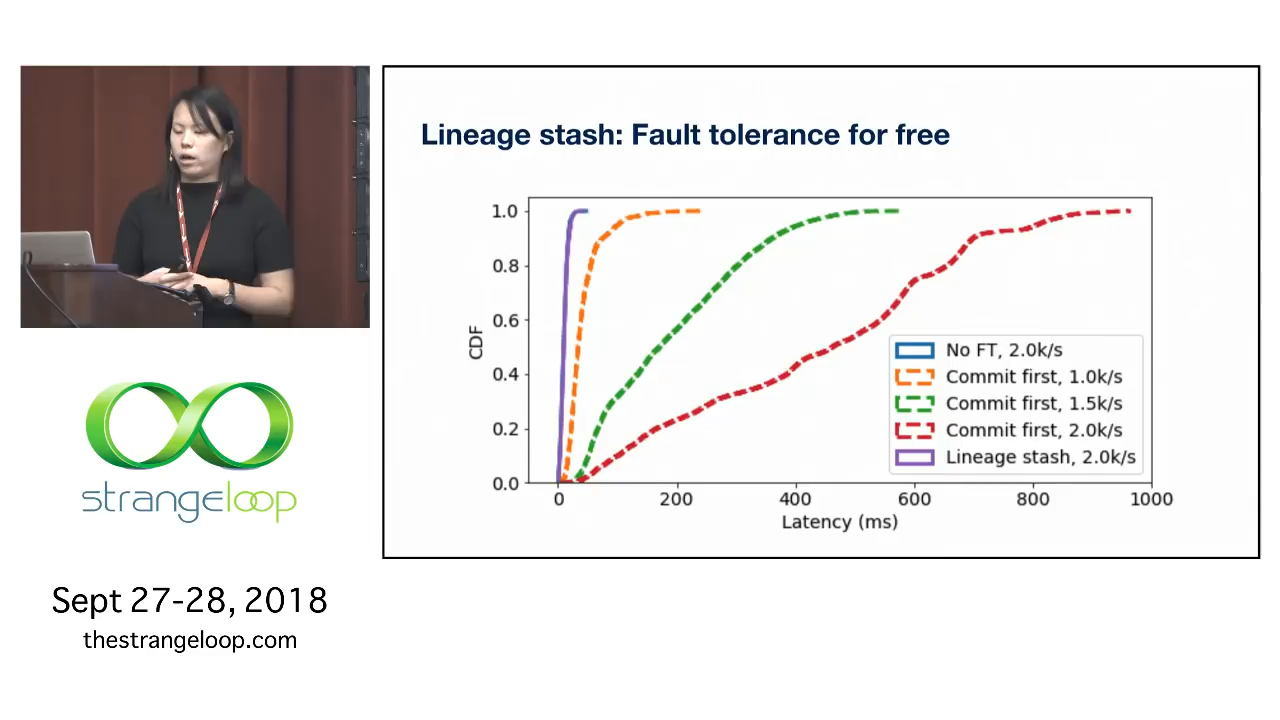 Lineage stash: Fault tolerance for free
1.0
0.8
0.6
0.4
0.2
0.0
CDF
0
200
400
600
800
1000
Latency (ms)
No FT, 2.0k/s
Commit first, 1.0k/s
Commit first, 1.5k/s
Commit first, 2.0k/s
Lineage stash, 2.0k/s
strangeloop
Sept 27-28, 2018
thestrangeloop.com